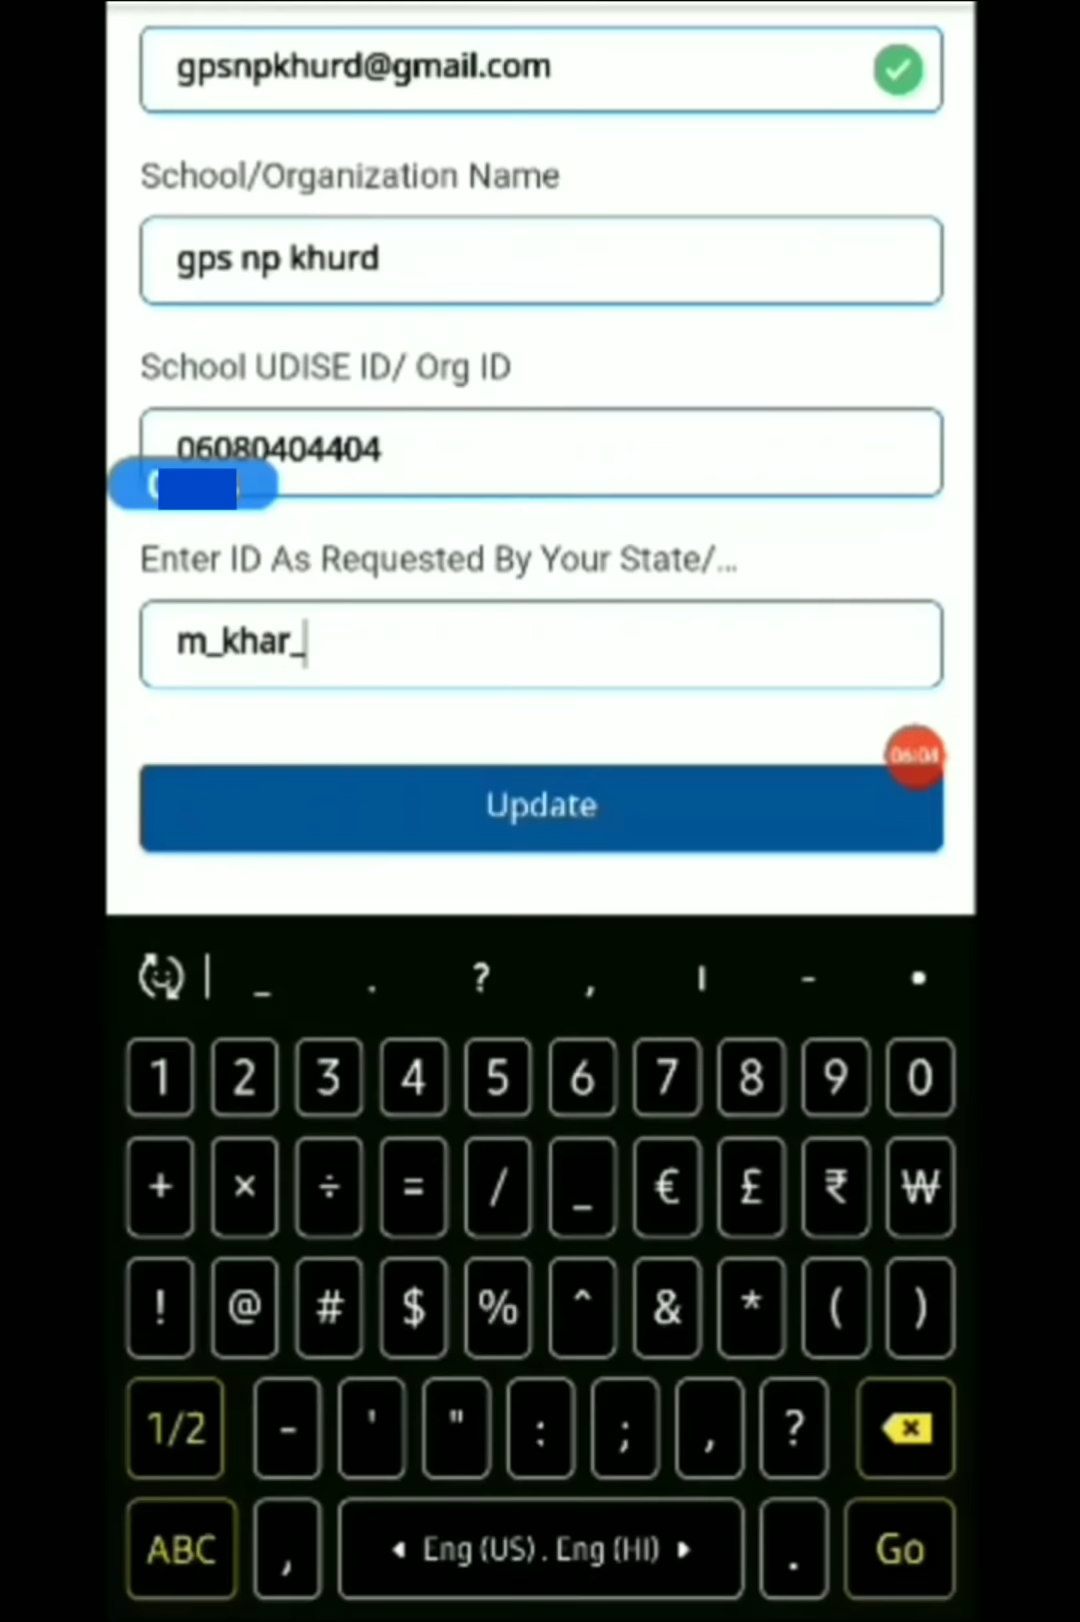 gpsnpkhurd@gmail.com
School/Organization Name
gps np khurd
School UDISE ID/ Org ID
06080404404
Enter ID As Requested By Your State/...
m_khar_
06:04
Update
_ . ? , | - •
1 2 3 4 5 6 7 8 9 0
+ × ÷ = / _ € £ ₹ ₩
! @ # $ % ^ & * ( )
1/2 - ' " : ; , ?
ABC , Eng (US) . Eng (HI) . Go